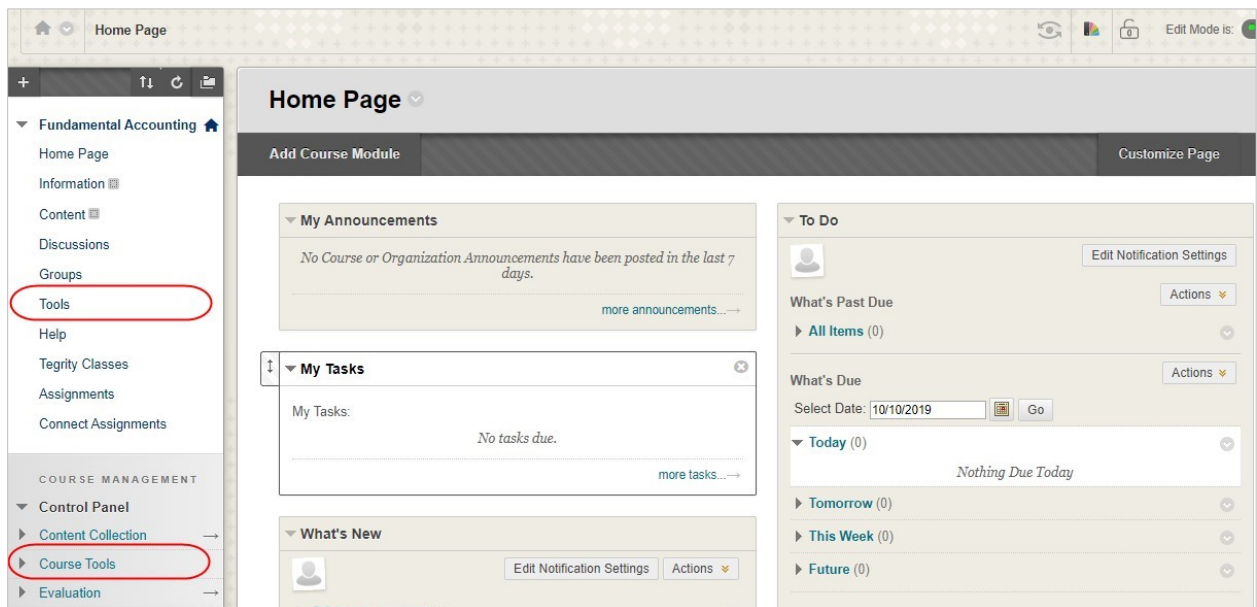 Home Page
Edit Mode is:
Fundamental Accounting
Home Page
Information
Content
Discussions
Groups
Tools
Help
Tegrity Classes
Assignments
Connect Assignments
COURSE MANAGEMENT
Control Panel
Content Collection
Course Tools
Evaluation
Home Page
Add Course Module
Customize Page
My Announcements
No Course or Organization Announcements have been posted in the last 7
days.
more announcements...→
My Tasks
My Tasks:
No tasks due.
more tasks...→
What's New
Edit Notification Settings
Actions
To Do
Edit Notification Settings
Actions
What's Past Due
All Items (0)
Actions
What's Due
Select Date: 10/10/2019 Go
Today (0)
Nothing Due Today
Tomorrow (0)
This Week (0)
Future (0)